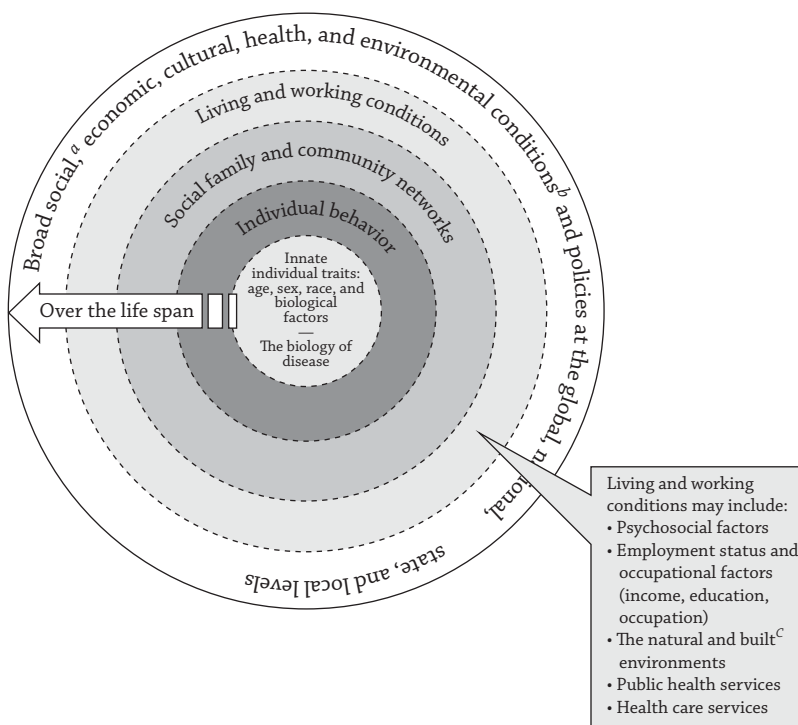 Broad social,a economic, cultural, health, and environmental conditionsb and policies at the global, national,
state, and local levels
Living and working conditions
Social family and community networks
Individual behavior
Innate
individual traits:
age, sex, race, and
biological
factors
—
The biology of
disease
Over the life span
Living and working
conditions may include:
• Psychosocial factors
• Employment status and
occupational factors
(income, education,
occupation)
• The natural and builtC
environments
• Public health services
• Health care services